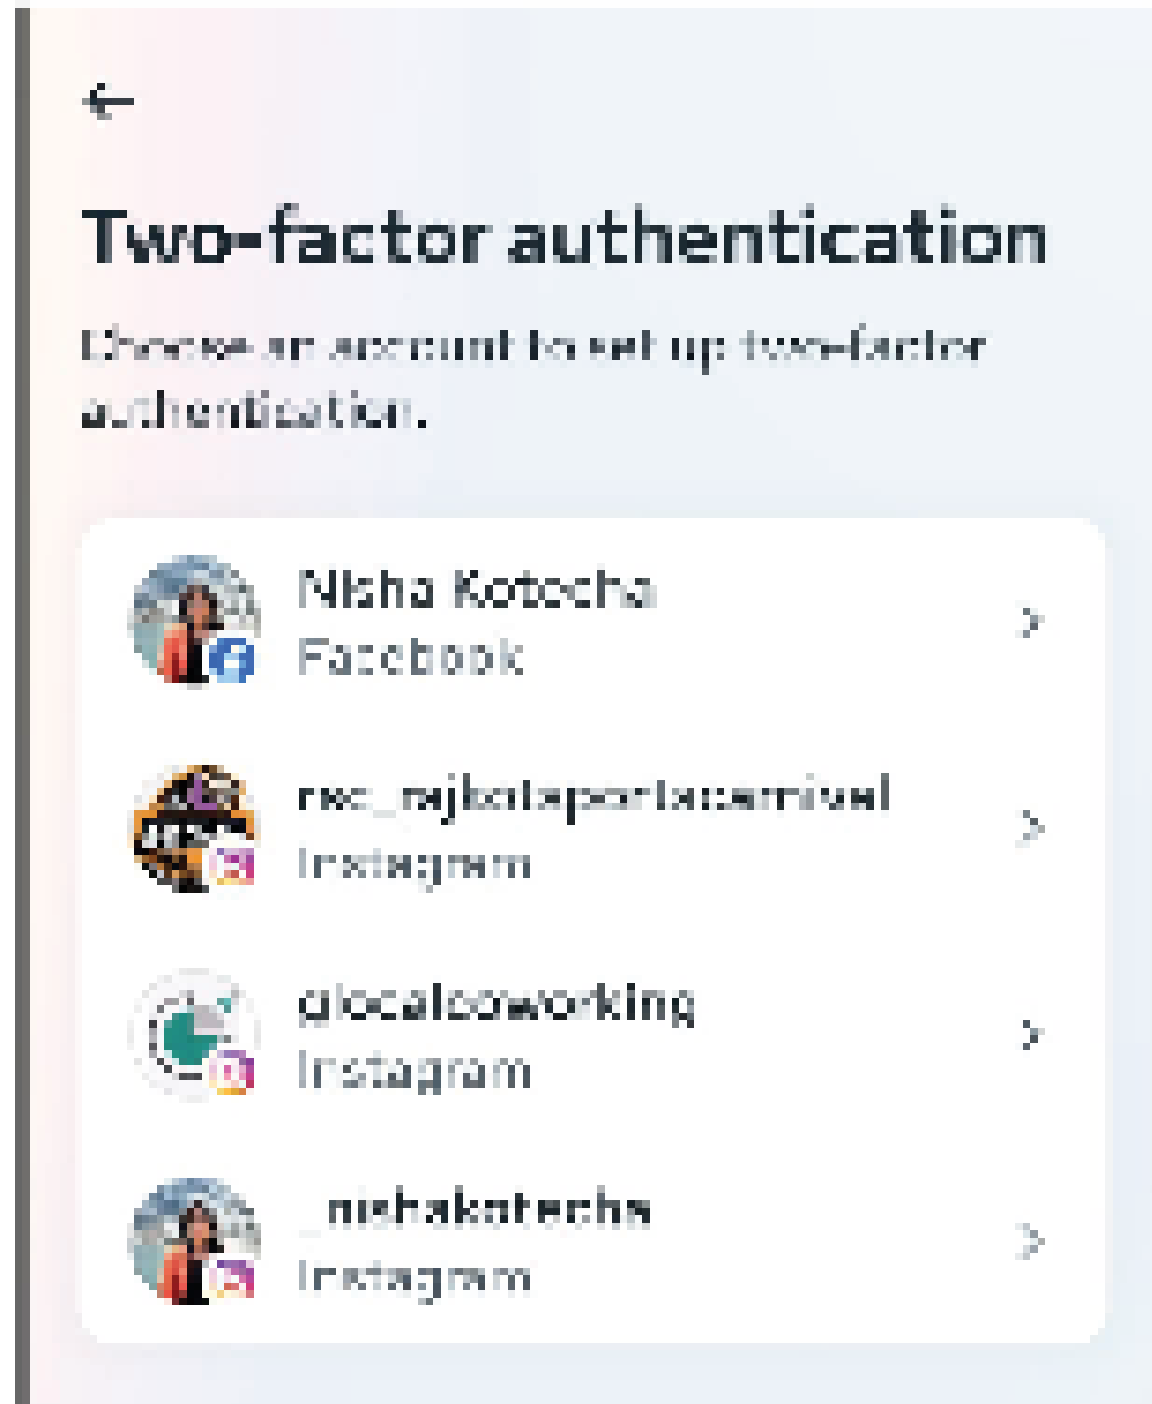 Two-factor authentication
Choose an account to set up two-factor
authentication.
Nisha Kotecha
Facebook
Instagram
glocalcoworking
Instagram
_nishakotecha
Instagram